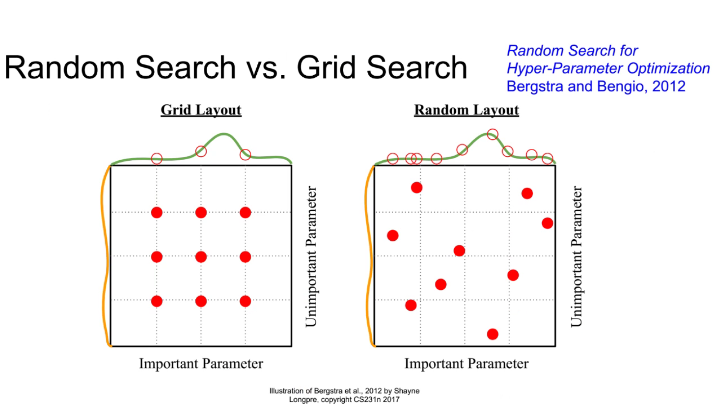 Random Search for
Hyper-Parameter Optimization
Bergstra and Bengio, 2012
Random Search vs. Grid Search
Grid Layout
Random Layout
Unimportant Parameter
Unimportant Parameter
Important Parameter
Important Parameter
Illustration of Bergstra et al., 2012 by Shayne
Longpre, copyright CS231n 2017